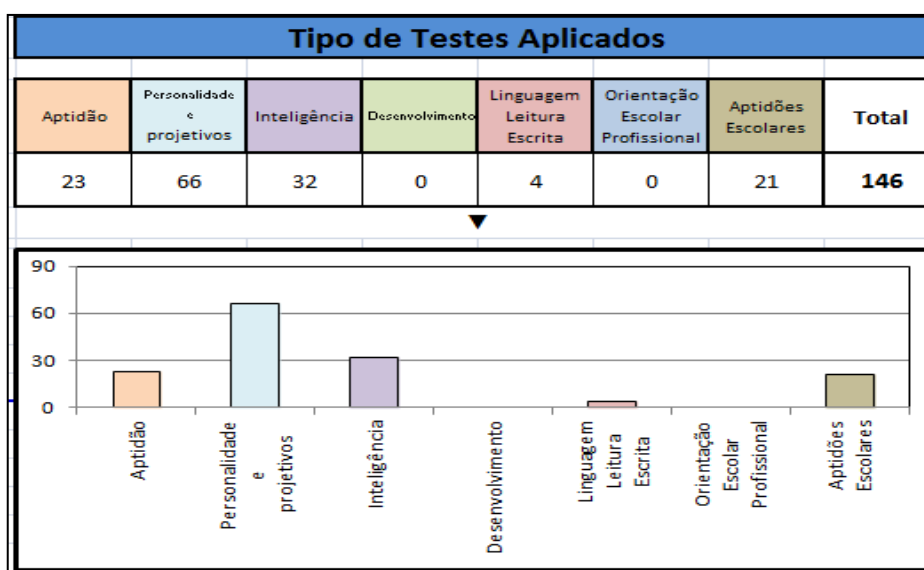 Tipo de Testes Aplicados
Aptidão
Personalidade
e
projetivos
Inteligência
Desenvolvimento
Linguagem
Leitura
Escrita
Orientação
Escolar
Profissional
Aptidões
Escolares
Total
23
66
32
0
4
0
21
146
90
60
30
0
Aptidão
Personalidade
e
projetivos
Inteligência
Desenvolvimento
Linguagem
Leitura
Escrita
Orientação
Escolar
Profissional
Aptidões
Escolares